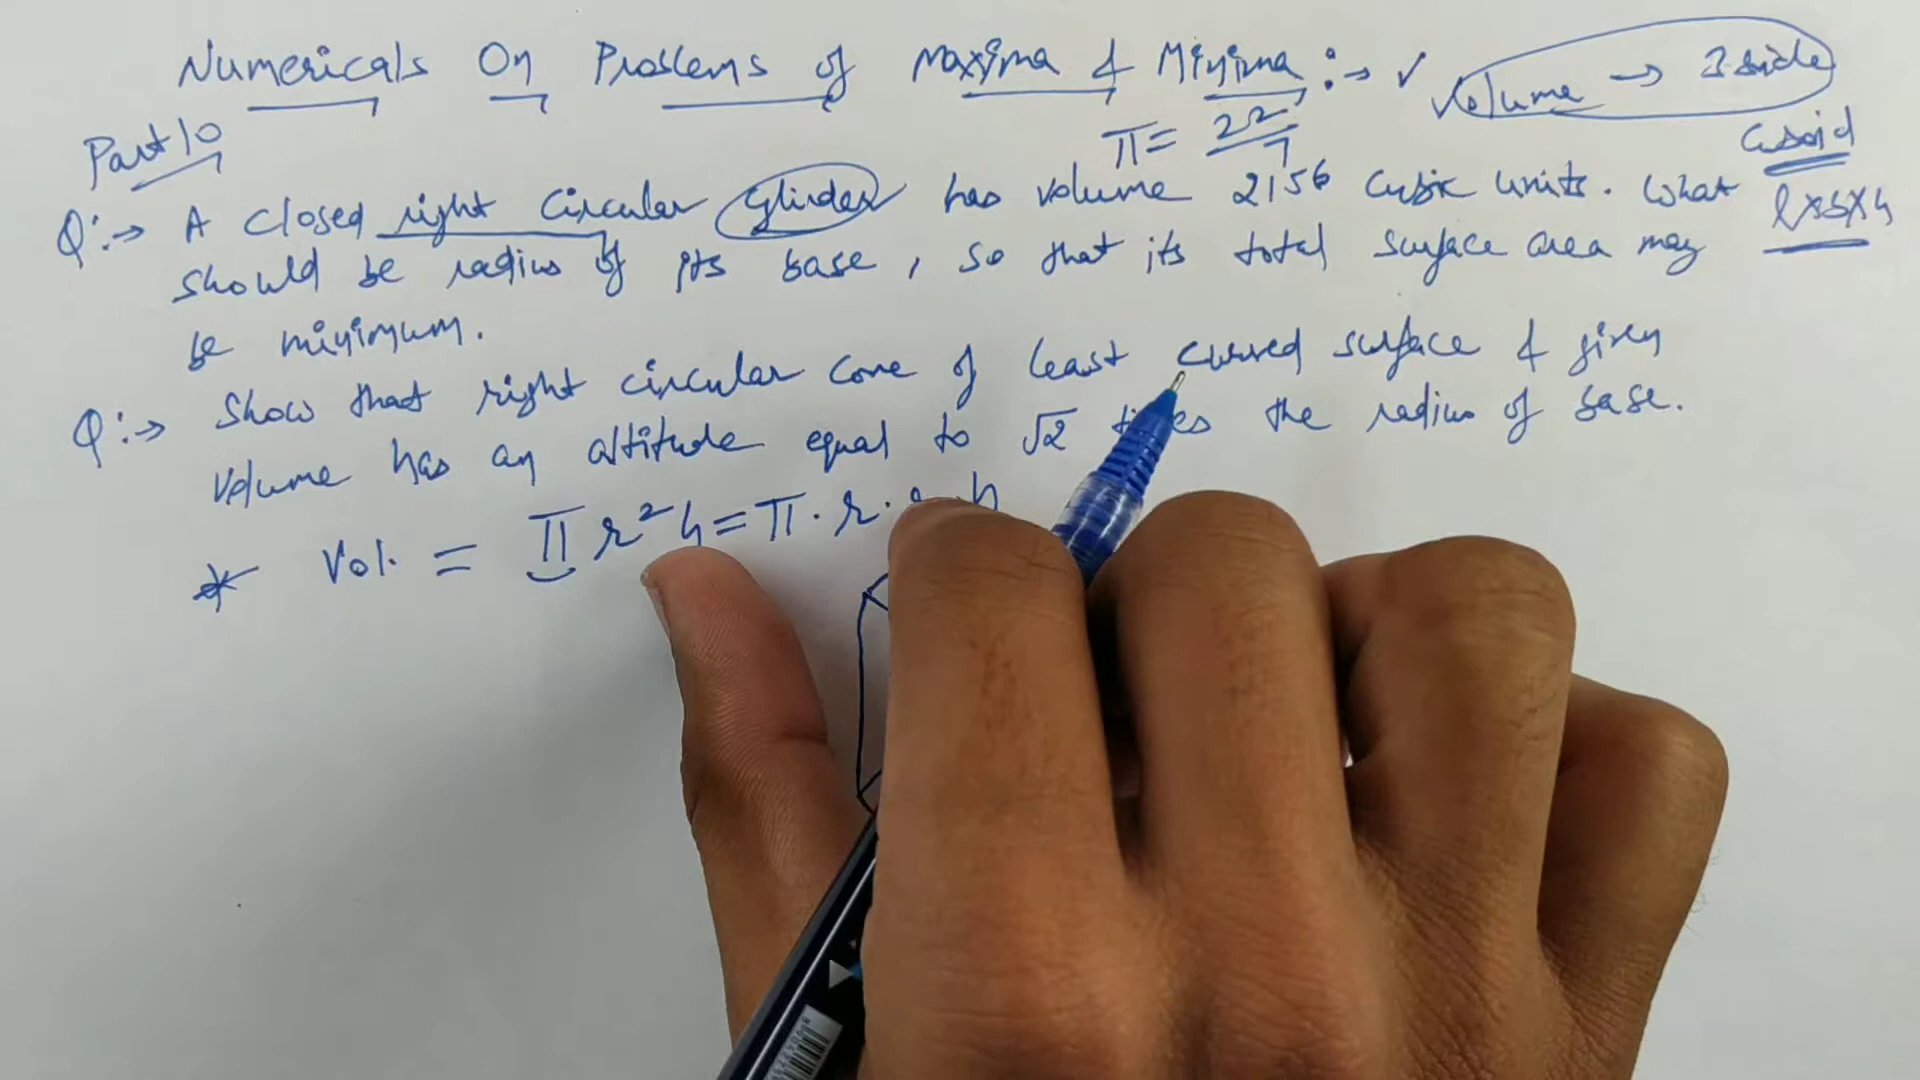 Numericals On Problems of Maxima & Minima :→ ✓
Volume → 3 side
Part 10
π = 22/7
Cuboid
l×b×h
Q:→ A closed right circular cylinder has volume 2156 cubic units. What
should be radius of its base, so that its total surface area may
be minimum.
Q:→ Show that right circular cone of least curved surface & given
volume has an altitude equal to √2 times the radius of base.
* Vol. = πr²h = π · r · h